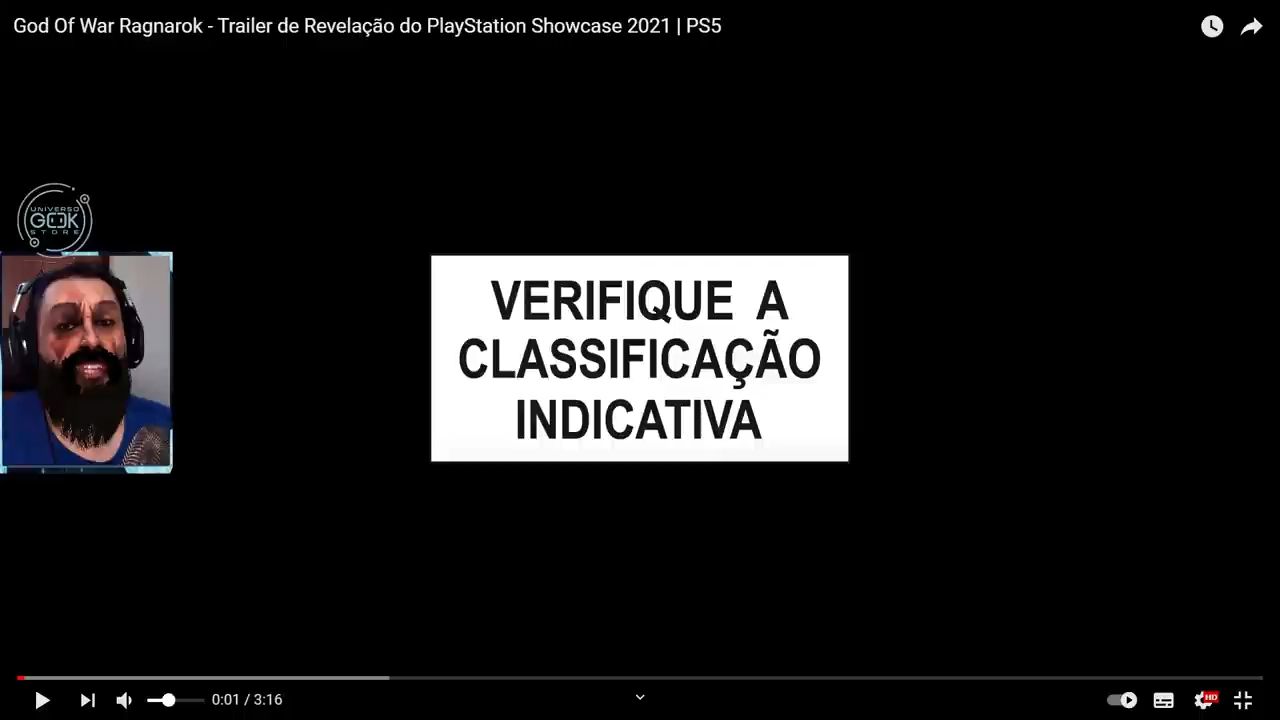 God Of War Ragnarok - Trailer de Revelação do PlayStation Showcase 2021 | PS5
UNIVERSO
GEEK
STORE
VERIFIQUE A
CLASSIFICAÇÃO
INDICATIVA
0:01 / 3:16
HD